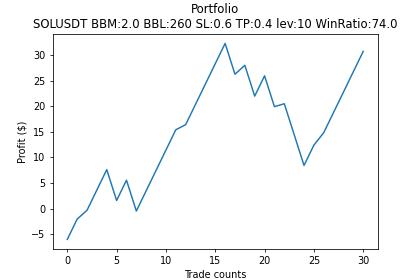 Portfolio
SOLUSDT BBM:2.0 BBL:260 SL:0.6 TP:0.4 lev:10 WinRatio:74.0
Profit ($)
30
25
20
15
10
5
0
−5
0 5 10 15 20 25 30
Trade counts